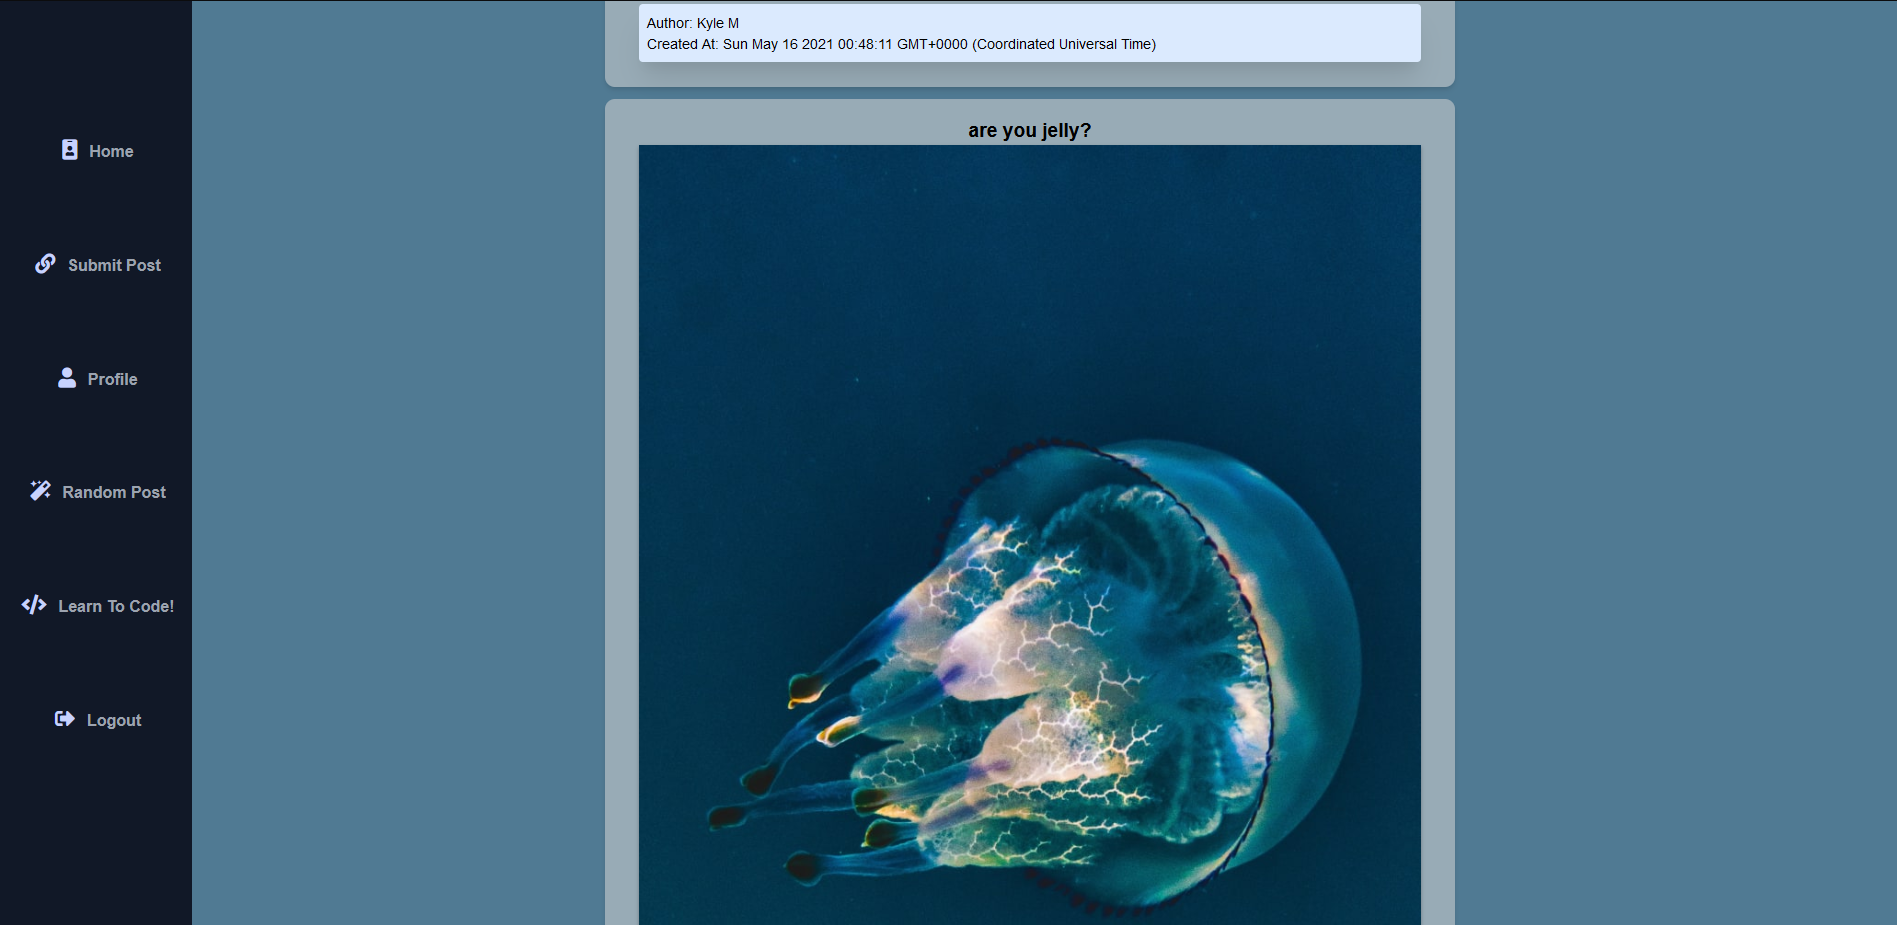 Author: Kyle M
Created At: Sun May 16 2021 00:48:11 GMT+0000 (Coordinated Universal Time)
are you jelly?
Home
Submit Post
Profile
Random Post
Learn To Code!
Logout